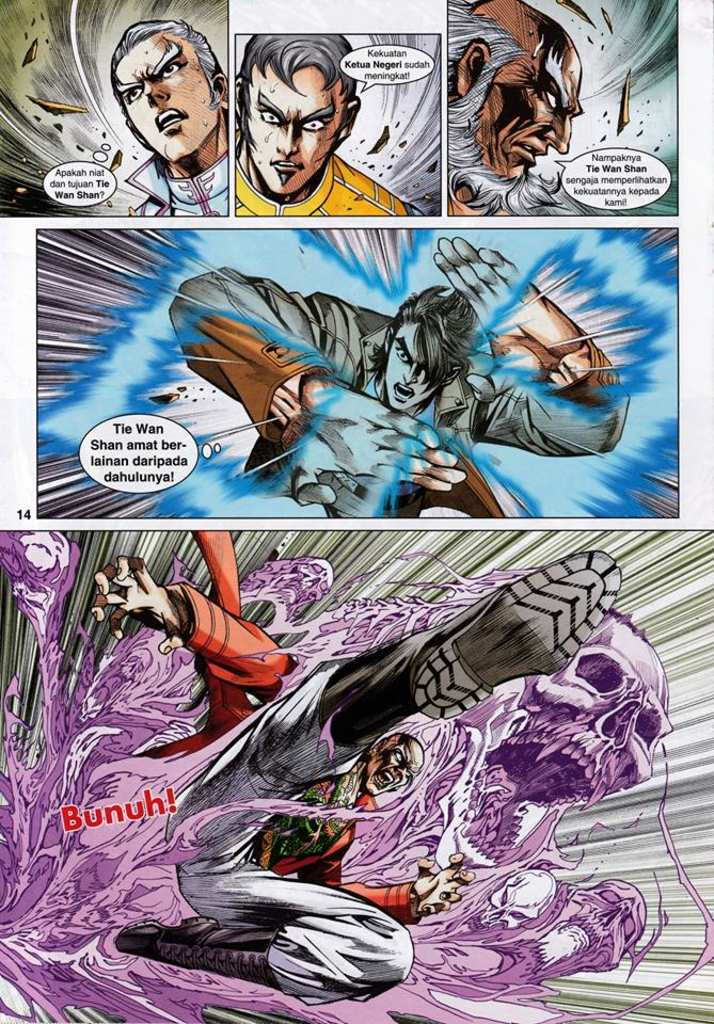 Apakah niat
dan tujuan Tie
Wan Shan?
Kekuatan
Ketua Negeri sudah
meningkat!
Nampaknya
Tie Wan Shan
sengaja memperlihatkan
kekuatannya kepada
kami!
Tie Wan
Shan amat ber-
lainan daripada
dahulunya!
14
Bunuh!